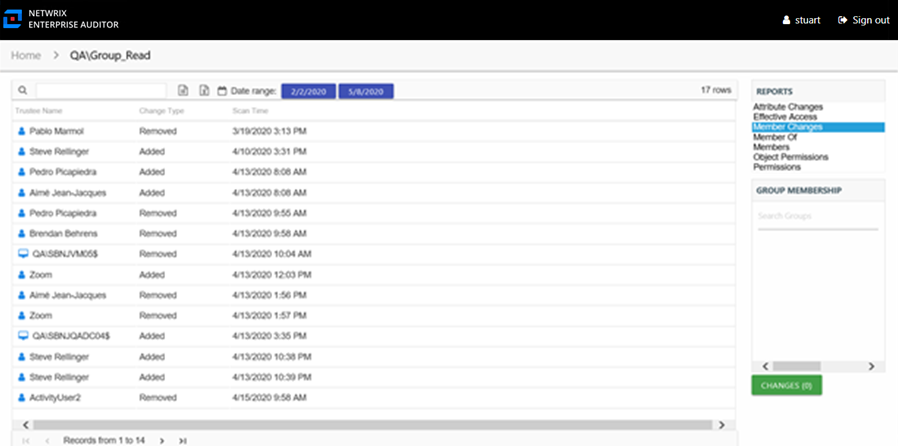 NETWRIX
ENTERPRISE AUDITOR
stuart
Sign out
Home > QA\Group_Read
Date range: 2/2/2020 5/8/2020
17 rows
Trustee Name Change Type Scan Time
Pablo Marmol Removed 3/19/2020 3:13 PM
Steve Rellinger Added 4/10/2020 3:31 PM
Pedro Picapiedra Added 4/13/2020 8:08 AM
Aimé Jean-Jacques Added 4/13/2020 8:08 AM
Pedro Picapiedra Removed 4/13/2020 9:55 AM
Brendan Behrens Removed 4/13/2020 9:58 AM
QA\SBNJVM05$ Removed 4/13/2020 10:04 AM
Zoom Added 4/13/2020 12:03 PM
Aimé Jean-Jacques Removed 4/13/2020 1:56 PM
Zoom Removed 4/13/2020 1:57 PM
QA\SBNJQADC04$ Added 4/13/2020 3:35 PM
Steve Rellinger Added 4/13/2020 10:38 PM
Steve Rellinger Added 4/13/2020 10:39 PM
ActivityUser2 Removed 4/15/2020 9:58 AM
Records from 1 to 14
REPORTS
Attribute Changes
Effective Access
Member Changes
Member Of
Members
Object Permissions
Permissions
GROUP MEMBERSHIP
Search Groups
CHANGES (0)